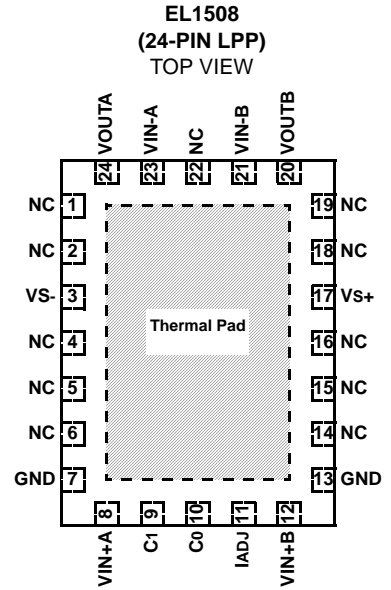 EL1508
(24-PIN LPP)
TOP VIEW
VOUTA
VIN-A
NC
VIN-B
VOUTB
24
23
22
21
20
NC 1
19 NC
NC 2
18 NC
VS- 3
17 VS+
Thermal Pad
NC 4
16 NC
NC 5
15 NC
NC 6
14 NC
GND 7
13 GND
8
9
10
11
12
VIN+A
C1
C0
IADJ
VIN+B